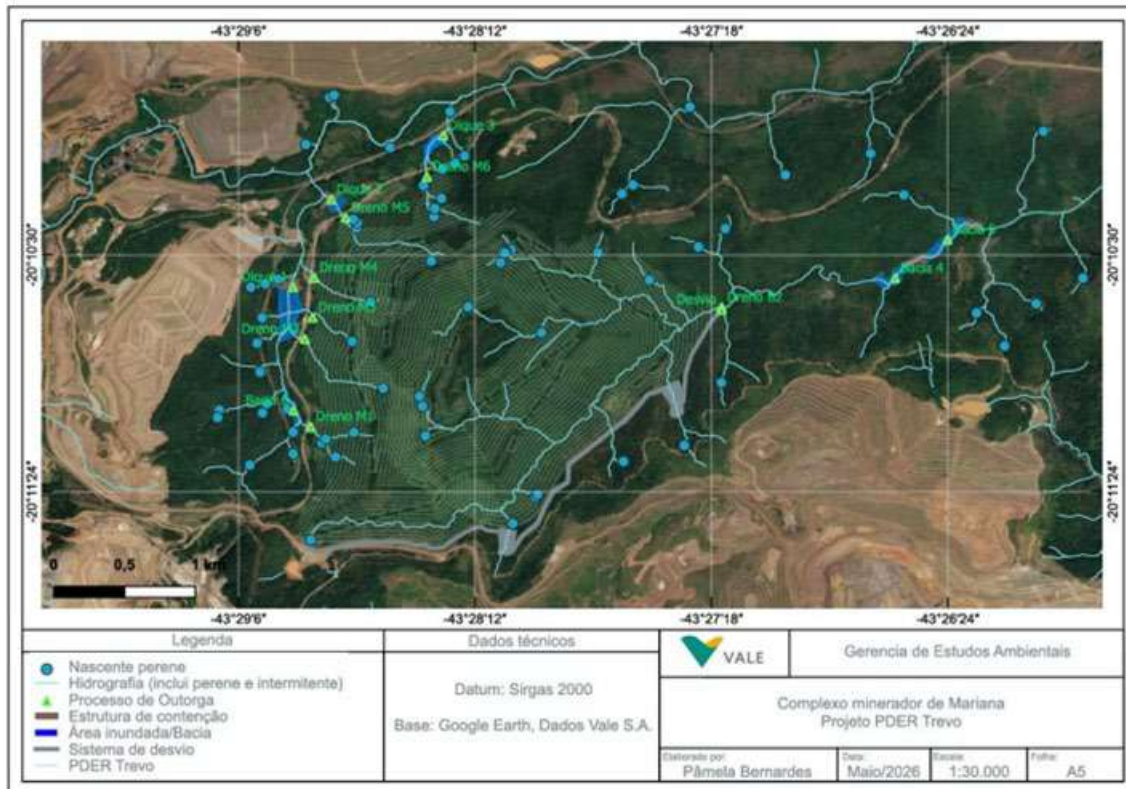 -43°29'6" -43°28'12" -43°27'18" -43°26'24"
Dique 3
Dreno M6
Dique 2
Dreno M5
-20°10'30" -20°10'30"
Bacia 4
Dreno M4
Dique 1
Desvio Dreno B2
Dreno M3
Dreno
Dreno M1
-20°11'24" -20°11'24"
0 0,5 1 km
-43°29'6" -43°28'12" -43°27'18" -43°26'24"
Legenda
Nascente perene
Hidrografia (inclui perene e intermitente)
Processo de Outorga
Estrutura de contenção
Área inundada/Bacia
Sistema de desvio
PDER Trevo
Dados técnicos
Datum: Sirgas 2000
Base: Google Earth, Dados Vale S.A.
VALE
Gerencia de Estudos Ambientais
Complexo minerador de Mariana
Projeto PDER Trevo
Elaborado por: Data: Escala: Folha:
Pâmela Bernardes Maio/2026 1:30.000 A5